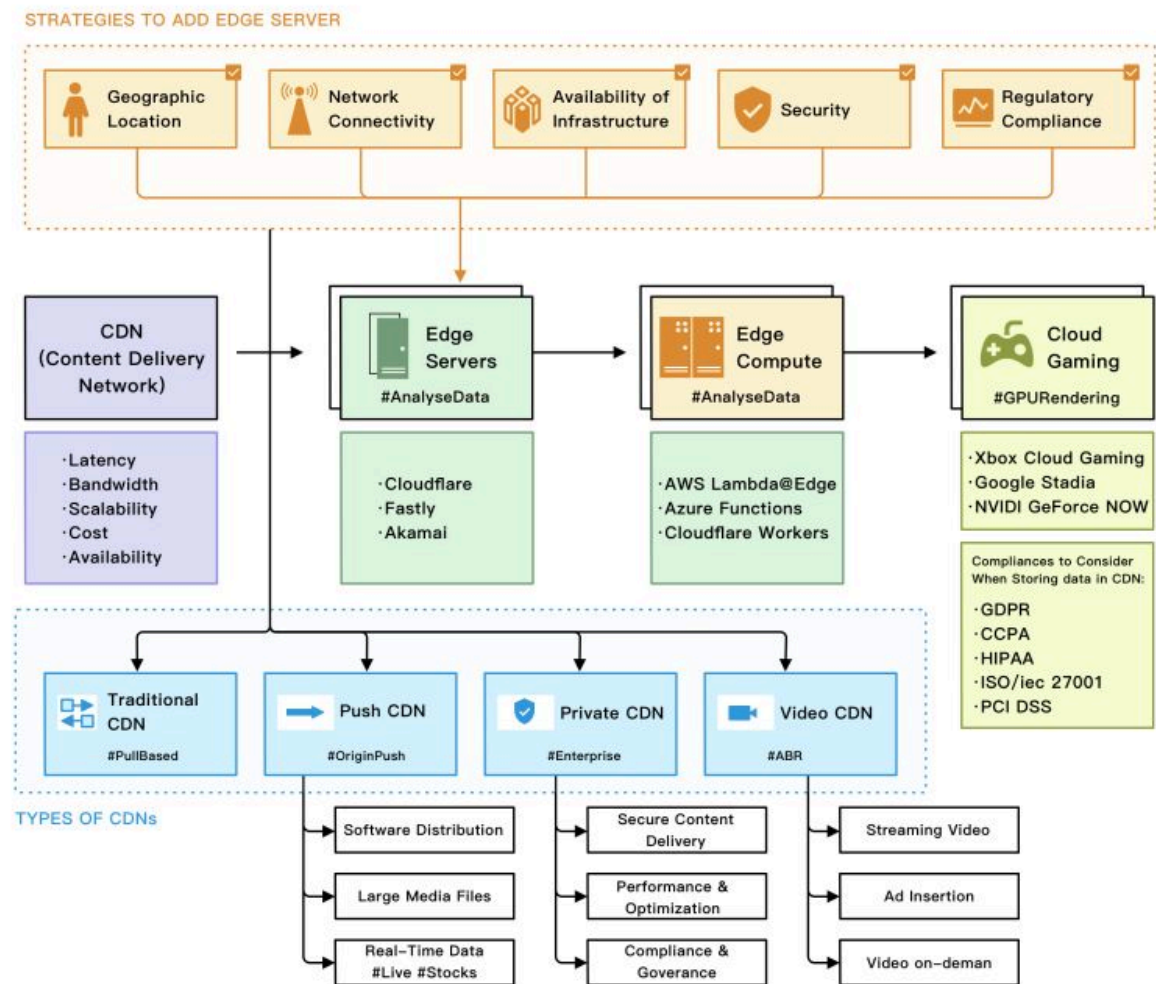 STRATEGIES TO ADD EDGE SERVER
Geographic
Location
Network
Connectivity
Availability of
Infrastructure
Security
Regulatory
Compliance
CDN
(Content Delivery
Network)
·Latency
·Bandwidth
·Scalability
·Cost
·Availability
Edge
Servers
#AnalyseData
·Cloudflare
·Fastly
·Akamai
Edge
Compute
#AnalyseData
·AWS Lambda@Edge
·Azure Functions
·Cloudflare Workers
Cloud
Gaming
#GPURendering
·Xbox Cloud Gaming
·Google Stadia
·NVIDI GeForce NOW
Compliances to Consider
When Storing data in CDN:
·GDPR
·CCPA
·HIPAA
·ISO/iec 27001
·PCI DSS
Traditional
CDN
#PullBased
Push CDN
#OriginPush
Private CDN
#Enterprise
Video CDN
#ABR
TYPES OF CDNs
Software Distribution
Large Media Files
Real-Time Data
#Live #Stocks
Secure Content
Delivery
Performance &
Optimization
Compliance &
Goverance
Streaming Video
Ad Insertion
Video on-deman